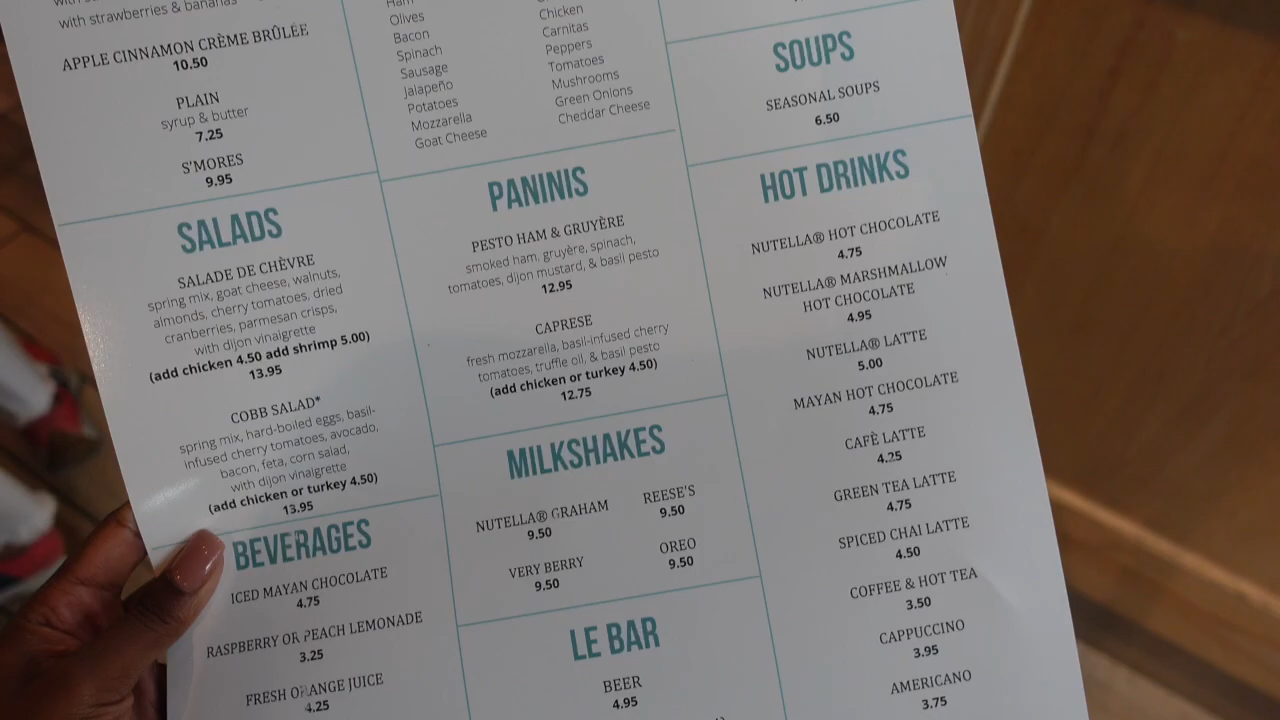 with strawberries & bananas
APPLE CINNAMON CRÈME BRÛLÉE
10.50
PLAIN
syrup & butter
7.25
S'MORES
9.95
SALADS
SALADE DE CHÈVRE
spring mix, goat cheese, walnuts,
almonds, cherry tomatoes, dried
cranberries, parmesan crisps,
with dijon vinaigrette
(add chicken 4.50 add shrimp 5.00)
13.95
COBB SALAD*
spring mix, hard-boiled eggs, basil-
infused cherry tomatoes, avocado,
bacon, feta, corn salad,
with dijon vinaigrette
(add chicken or turkey 4.50)
13.95
BEVERAGES
ICED MAYAN CHOCOLATE
4.75
RASPBERRY OR PEACH LEMONADE
3.25
FRESH ORANGE JUICE
4.25
Ham
Olives
Bacon
Spinach
Sausage
Jalapeño
Potatoes
Mozzarella
Goat Cheese
Chicken
Carnitas
Peppers
Tomatoes
Mushrooms
Green Onions
Cheddar Cheese
PANINIS
PESTO HAM & GRUYÈRE
smoked ham, gruyère, spinach,
tomatoes, dijon mustard, & basil pesto
12.95
CAPRESE
fresh mozzarella, basil-infused cherry
tomatoes, truffle oil, & basil pesto
(add chicken or turkey 4.50)
12.75
MILKSHAKES
NUTELLA® GRAHAM
9.50
REESE'S
9.50
VERY BERRY
9.50
OREO
9.50
LE BAR
BEER
4.95
SOUPS
SEASONAL SOUPS
6.50
HOT DRINKS
NUTELLA® HOT CHOCOLATE
4.75
NUTELLA® MARSHMALLOW
HOT CHOCOLATE
4.95
NUTELLA® LATTE
5.00
MAYAN HOT CHOCOLATE
4.75
CAFÈ LATTE
4.25
GREEN TEA LATTE
4.75
SPICED CHAI LATTE
4.50
COFFEE & HOT TEA
3.50
CAPPUCCINO
3.95
AMERICANO
3.75